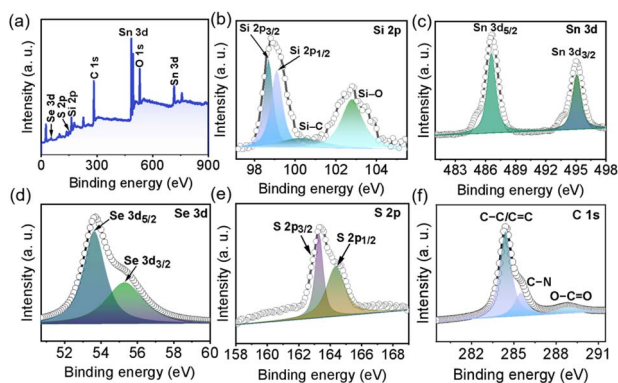 (a)
Intensity (a. u.)
Se 3d
S 2p
Si 2p
C 1s
Sn 3d
O 1s
Sn 3d
0 300 600 900
Binding energy (eV)
(b) Si 2p
Intensity (a. u.)
Si 2p3/2
Si 2p1/2
Si–C
Si–O
98 100 102 104
Binding energy (eV)
(c) Sn 3d
Intensity (a. u.)
Sn 3d5/2
Sn 3d3/2
483 486 489 492 495 498
Binding energy (eV)
(d) Se 3d
Intensity (a. u.)
Se 3d5/2
Se 3d3/2
52 54 56 58 60
Binding energy (eV)
(e) S 2p
Intensity (a. u.)
S 2p3/2
S 2p1/2
158 160 162 164 166 168
Binding energy (eV)
(f) C 1s
Intensity (a. u.)
C–C/C=C
C–N
O–C=O
282 285 288 291
Binding energy (eV)